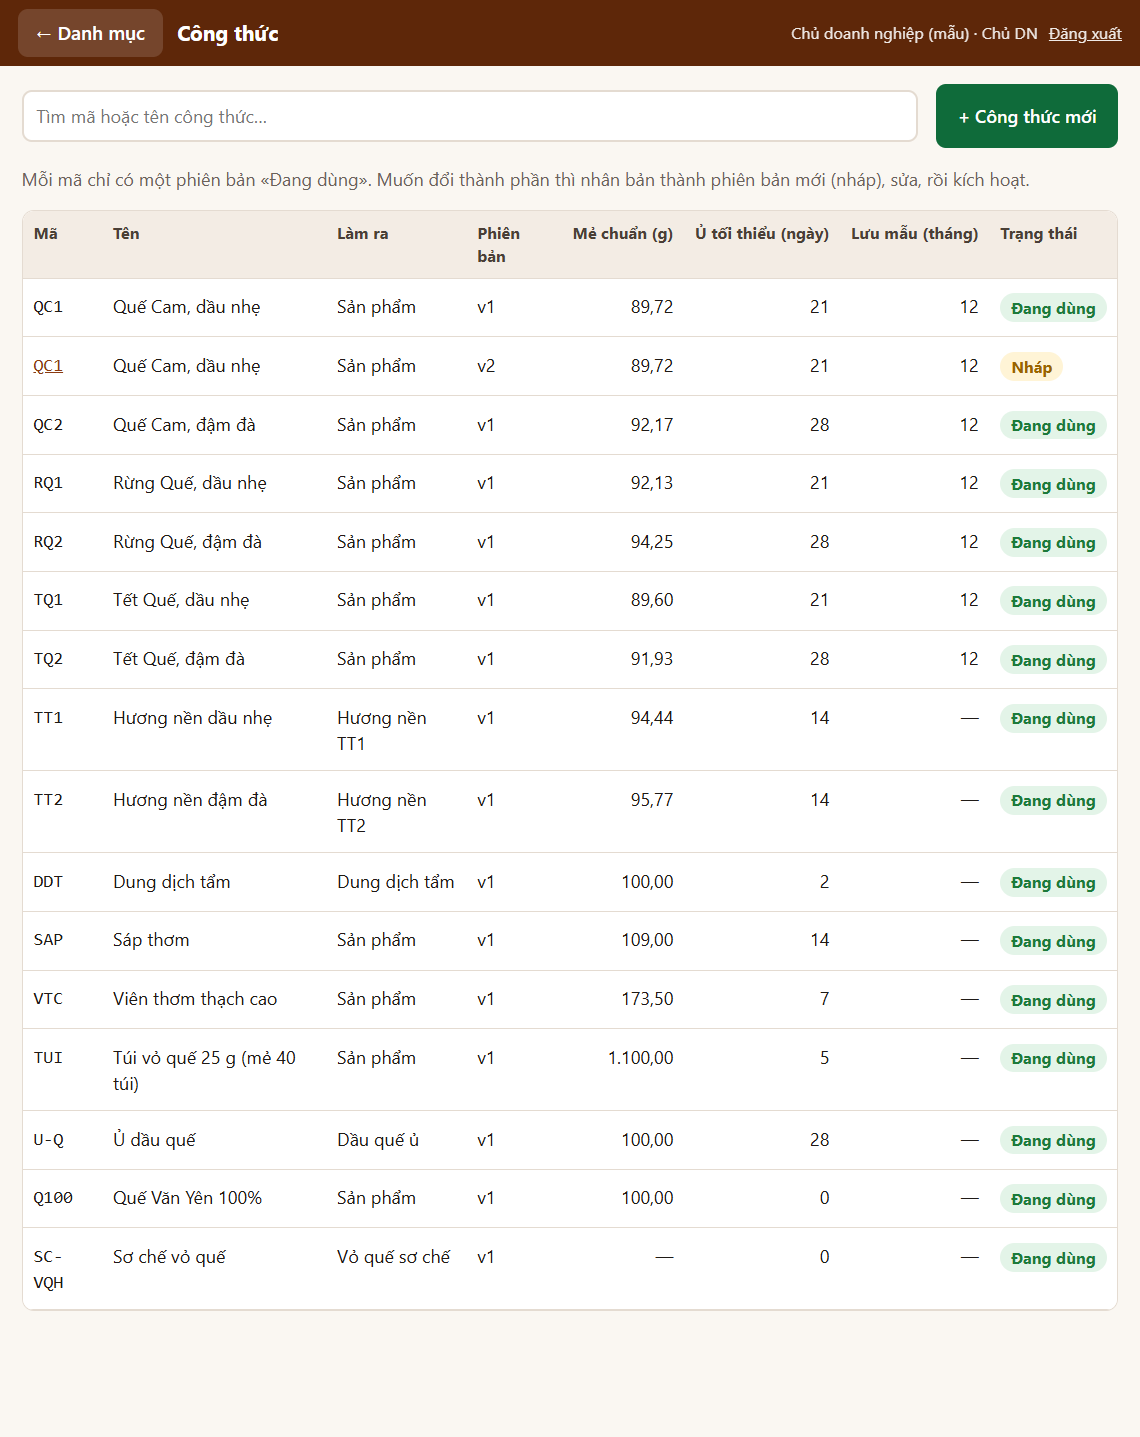 ← Danh mục
Công thức
Chủ doanh nghiệp (mẫu) · Chủ DN Đăng xuất
Tìm mã hoặc tên công thức...
+ Công thức mới
Mỗi mã chỉ có một phiên bản «Đang dùng». Muốn đổi thành phần thì nhân bản thành phiên bản mới (nháp), sửa, rồi kích hoạt.
Mã Tên Làm ra Phiên bản Mẻ chuẩn (g) Ủ tối thiểu (ngày) Lưu mẫu (tháng) Trạng thái
QC1 Quế Cam, dầu nhẹ Sản phẩm v1 89,72 21 12 Đang dùng
QC1 Quế Cam, dầu nhẹ Sản phẩm v2 89,72 21 12 Nháp
QC2 Quế Cam, đậm đà Sản phẩm v1 92,17 28 12 Đang dùng
RQ1 Rừng Quế, dầu nhẹ Sản phẩm v1 92,13 21 12 Đang dùng
RQ2 Rừng Quế, đậm đà Sản phẩm v1 94,25 28 12 Đang dùng
TQ1 Tết Quế, dầu nhẹ Sản phẩm v1 89,60 21 12 Đang dùng
TQ2 Tết Quế, đậm đà Sản phẩm v1 91,93 28 12 Đang dùng
TT1 Hương nền dầu nhẹ Hương nền TT1 v1 94,44 14 — Đang dùng
TT2 Hương nền đậm đà Hương nền TT2 v1 95,77 14 — Đang dùng
DDT Dung dịch tẩm Dung dịch tẩm v1 100,00 2 — Đang dùng
SAP Sáp thơm Sản phẩm v1 109,00 14 — Đang dùng
VTC Viên thơm thạch cao Sản phẩm v1 173,50 7 — Đang dùng
TUI Túi vỏ quế 25 g (mẻ 40 túi) Sản phẩm v1 1.100,00 5 — Đang dùng
U-Q Ủ dầu quế Dầu quế ủ v1 100,00 28 — Đang dùng
Q100 Quế Văn Yên 100% Sản phẩm v1 100,00 0 — Đang dùng
SC-VQH Sơ chế vỏ quế Vỏ quế sơ chế v1 — 0 — Đang dùng